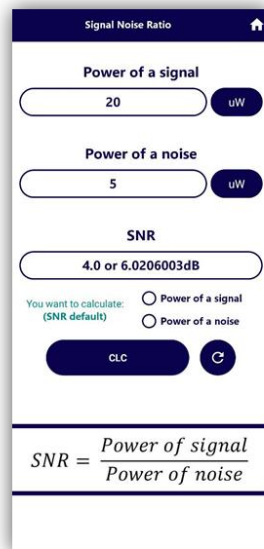 Signal Noise Ratio
Power of a signal
20 uW
Power of a noise
5 uW
SNR
4.0 or 6.0206003dB
You want to calculate:
(SNR default)
Power of a signal
Power of a noise
CLC
SNR = Power of signal / Power of noise